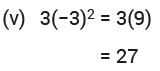 (v) 3(−3)² = 3(9)
= 27